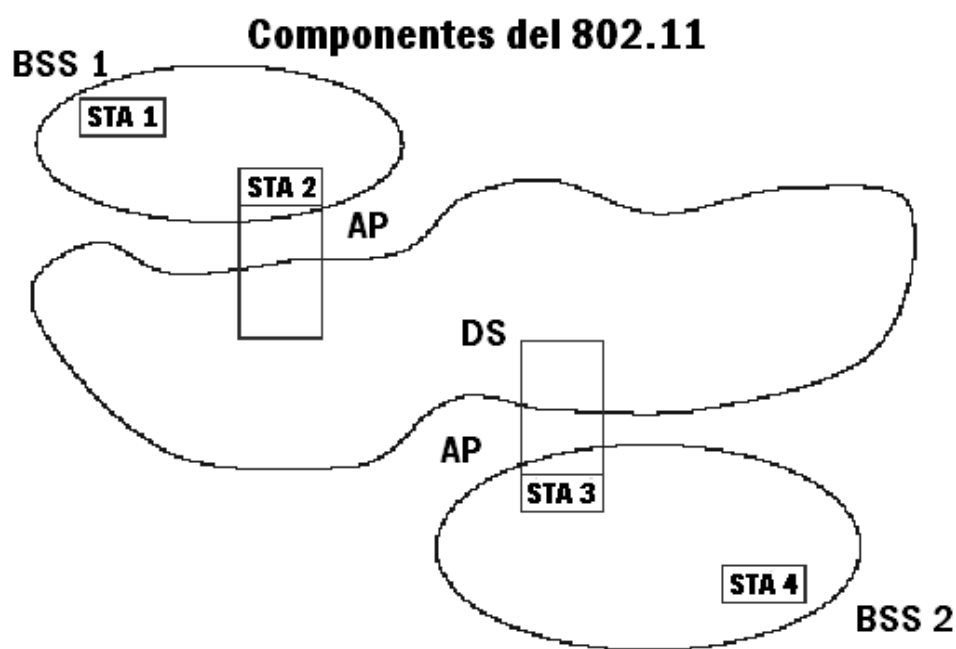 Componentes del 802.11
BSS 1
STA 1
STA 2
AP
DS
AP
STA 3
STA 4
BSS 2